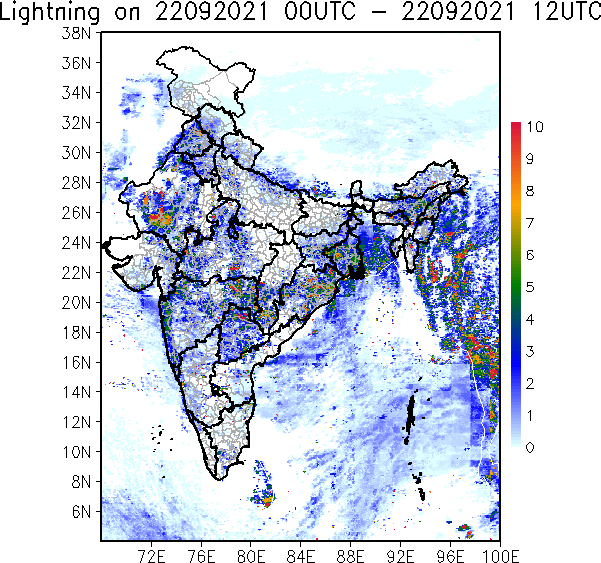 Lightning on 22092021 00UTC – 22092021 12UTC
38N
36N
34N
32N
30N
28N
26N
24N
22N
20N
18N
16N
14N
12N
10N
8N
6N
72E 76E 80E 84E 88E 92E 96E 100E
10
9
8
7
6
5
4
3
2
1
0